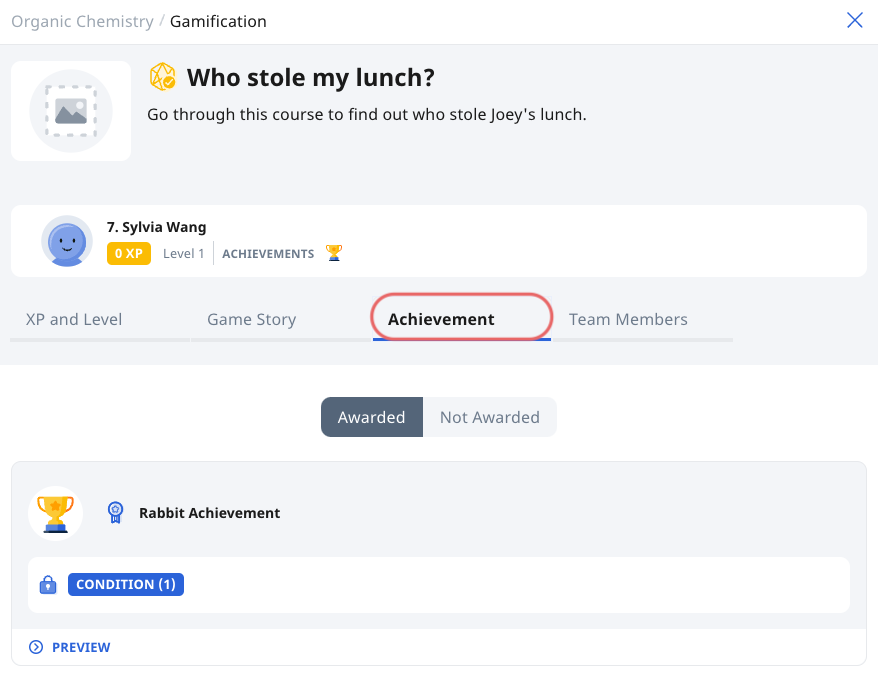 Organic Chemistry / Gamification
Who stole my lunch?
Go through this course to find out who stole Joey's lunch.
7. Sylvia Wang
0 XP Level 1 ACHIEVEMENTS
XP and Level Game Story Achievement Team Members
Awarded Not Awarded
Rabbit Achievement
CONDITION (1)
PREVIEW